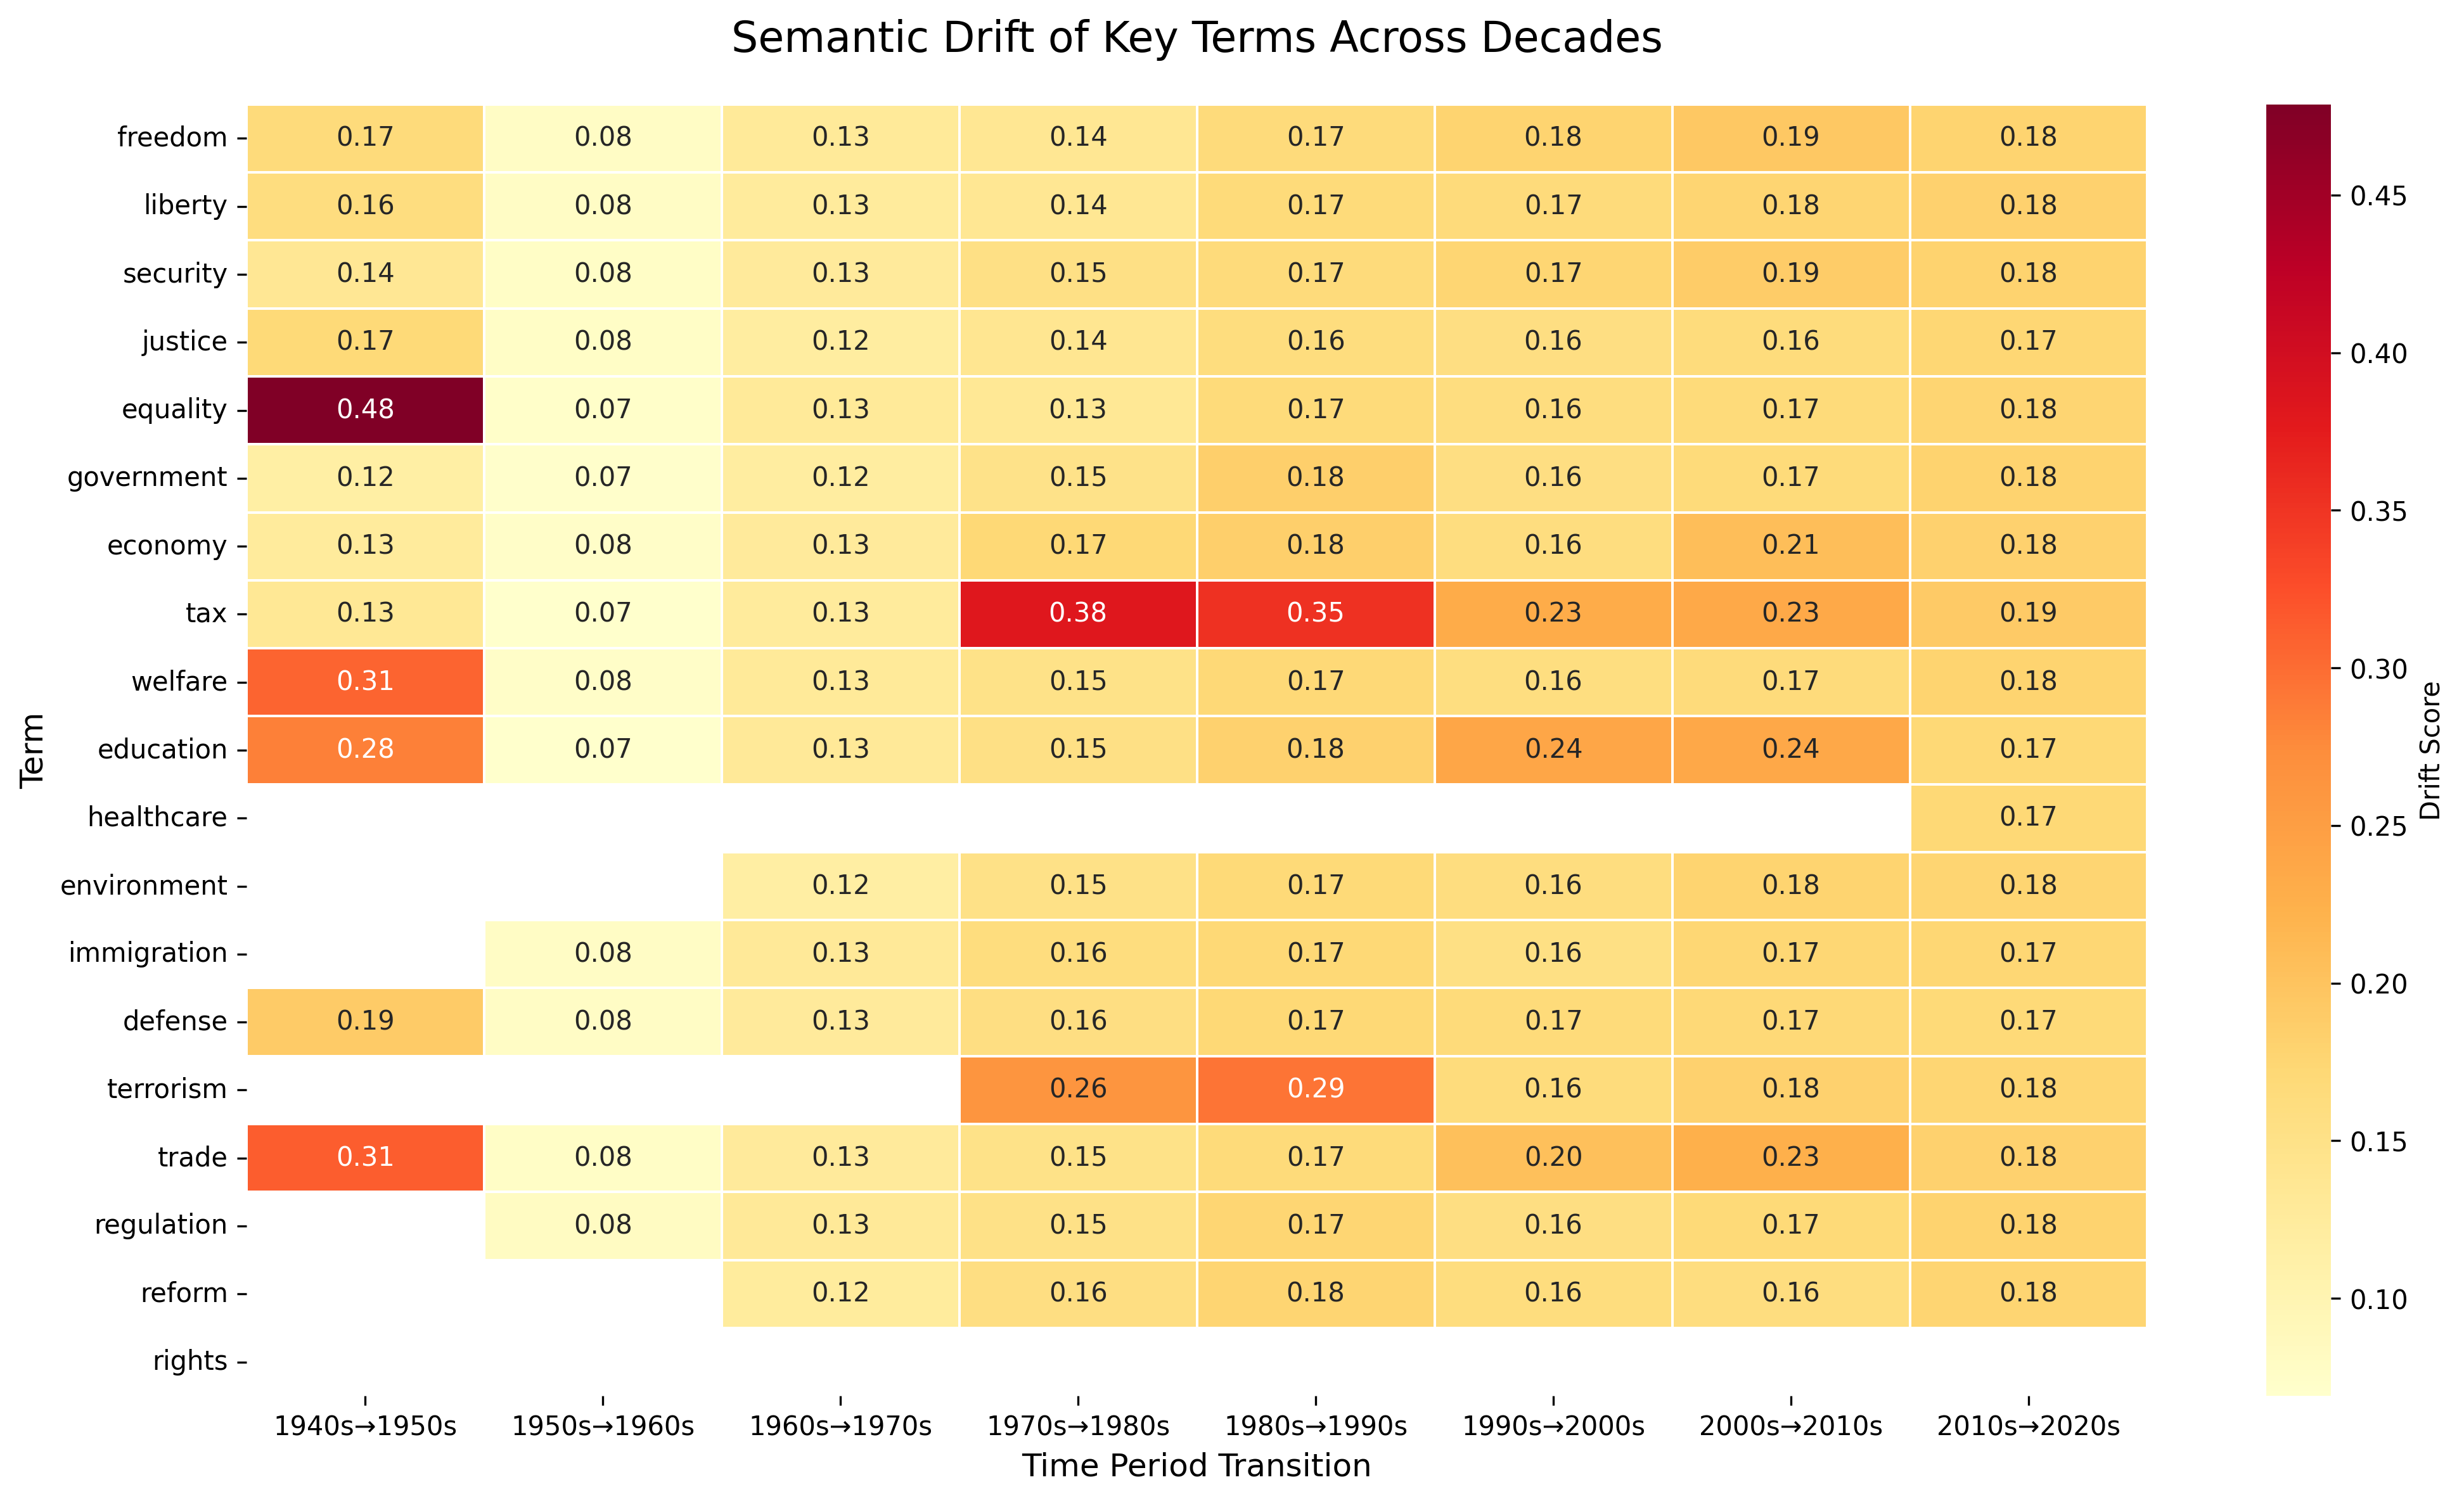 Semantic Drift of Key Terms Across Decades
freedom 0.17 0.08 0.13 0.14 0.17 0.18 0.19 0.18
liberty 0.16 0.08 0.13 0.14 0.17 0.17 0.18 0.18
security 0.14 0.08 0.13 0.15 0.17 0.17 0.19 0.18
justice 0.17 0.08 0.12 0.14 0.16 0.16 0.16 0.17
equality 0.48 0.07 0.13 0.13 0.17 0.16 0.17 0.18
government 0.12 0.07 0.12 0.15 0.18 0.16 0.17 0.18
economy 0.13 0.08 0.13 0.17 0.18 0.16 0.21 0.18
tax 0.13 0.07 0.13 0.38 0.35 0.23 0.23 0.19
welfare 0.31 0.08 0.13 0.15 0.17 0.16 0.17 0.18
education 0.28 0.07 0.13 0.15 0.18 0.24 0.24 0.17
healthcare 0.17
environment 0.12 0.15 0.17 0.16 0.18 0.18
immigration 0.08 0.13 0.16 0.17 0.16 0.17 0.17
defense 0.19 0.08 0.13 0.16 0.17 0.17 0.17 0.17
terrorism 0.26 0.29 0.16 0.18 0.18
trade 0.31 0.08 0.13 0.15 0.17 0.20 0.23 0.18
regulation 0.08 0.13 0.15 0.17 0.16 0.17 0.18
reform 0.12 0.16 0.18 0.16 0.16 0.18
rights
1940s→1950s 1950s→1960s 1960s→1970s 1970s→1980s 1980s→1990s 1990s→2000s 2000s→2010s 2010s→2020s
Time Period Transition
Term
0.45
0.40
0.35
0.30
0.25
0.20
0.15
0.10
Drift Score